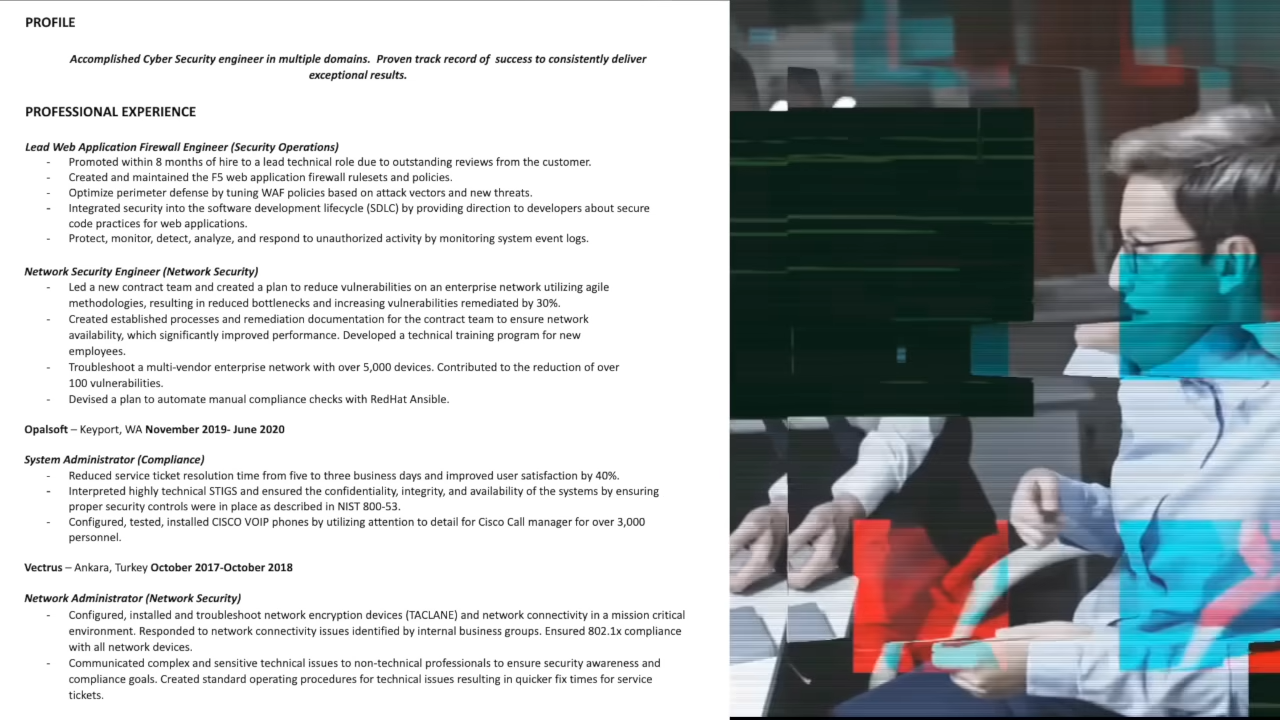 PROFILE
Accomplished Cyber Security engineer in multiple domains.  Proven track record of  success to consistently deliver
exceptional results.
PROFESSIONAL EXPERIENCE
Lead Web Application Firewall Engineer (Security Operations)
- Promoted within 8 months of hire to a lead technical role due to outstanding reviews from the customer.
- Created and maintained the F5 web application firewall rulesets and policies.
- Optimize perimeter defense by tuning WAF policies based on attack vectors and new threats.
- Integrated security into the software development lifecycle (SDLC) by providing direction to developers about secure
code practices for web applications.
- Protect, monitor, detect, analyze, and respond to unauthorized activity by monitoring system event logs.
Network Security Engineer (Network Security)
- Led a new contract team and created a plan to reduce vulnerabilities on an enterprise network utilizing agile
methodologies, resulting in reduced bottlenecks and increasing vulnerabilities remediated by 30%.
- Created established processes and remediation documentation for the contract team to ensure network
availability, which significantly improved performance. Developed a technical training program for new
employees.
- Troubleshoot a multi-vendor enterprise network with over 5,000 devices. Contributed to the reduction of over
100 vulnerabilities.
- Devised a plan to automate manual compliance checks with RedHat Ansible.
Opalsoft – Keyport, WA November 2019- June 2020
System Administrator (Compliance)
- Reduced service ticket resolution time from five to three business days and improved user satisfaction by 40%.
- Interpreted highly technical STIGS and ensured the confidentiality, integrity, and availability of the systems by ensuring
proper security controls were in place as described in NIST 800-53.
- Configured, tested, installed CISCO VOIP phones by utilizing attention to detail for Cisco Call manager for over 3,000
personnel.
Vectrus – Ankara, Turkey October 2017-October 2018
Network Administrator (Network Security)
- Configured, installed and troubleshoot network encryption devices (TACLANE) and network connectivity in a mission critical
environment. Responded to network connectivity issues identified by internal business groups. Ensured 802.1x compliance
with all network devices.
- Communicated complex and sensitive technical issues to non-technical professionals to ensure security awareness and
compliance goals. Created standard operating procedures for technical issues resulting in quicker fix times for service
tickets.